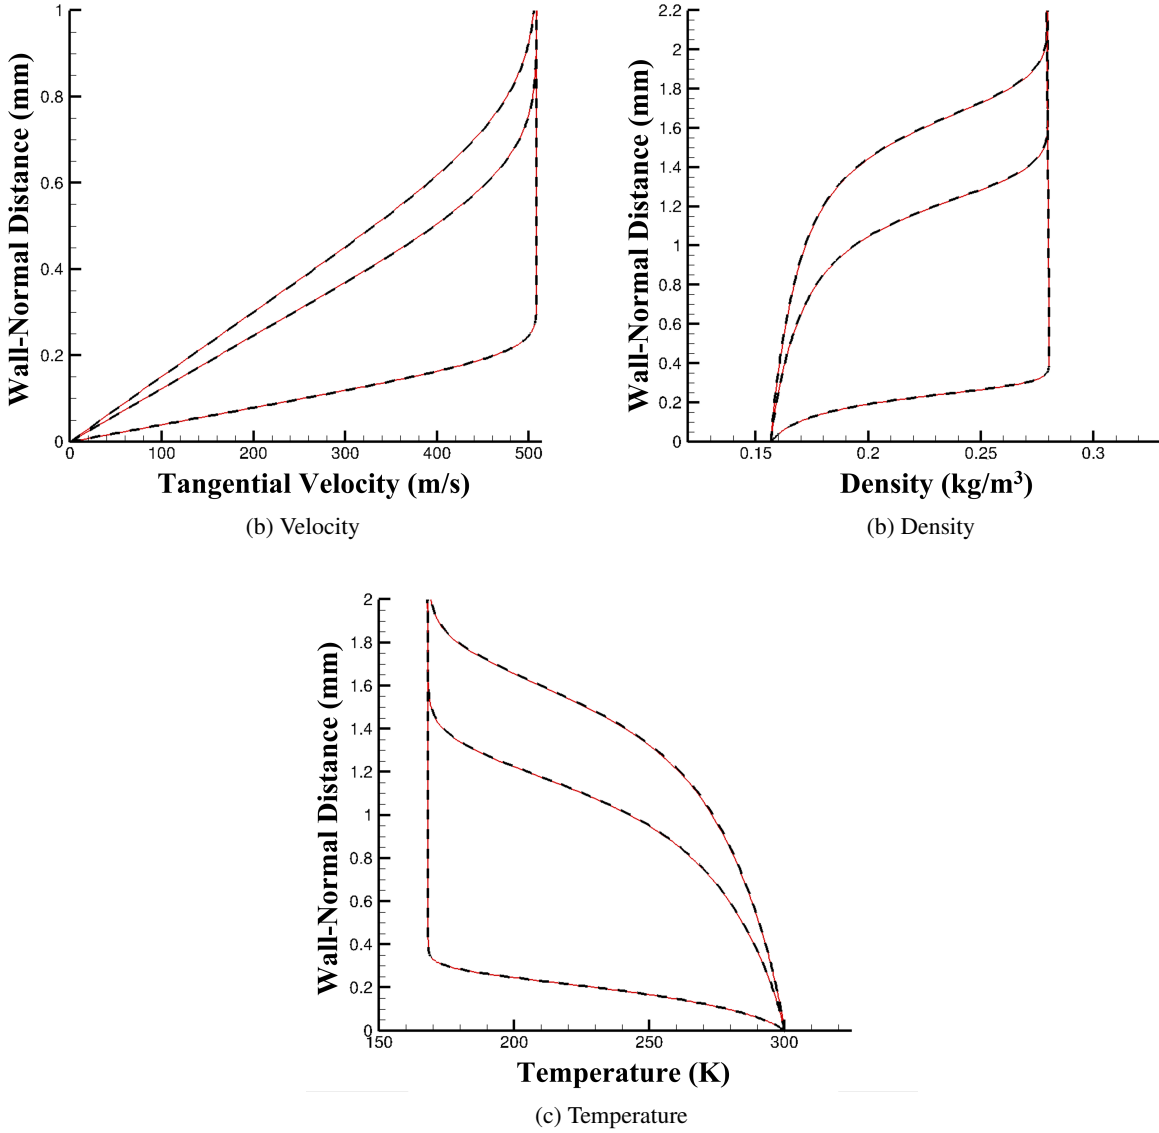 1
0.8
0.6
0.4
0.2
0
0 100 200 300 400 500
Wall-Normal Distance (mm)
Tangential Velocity (m/s)
(b) Velocity
2.2
2
1.8
1.6
1.4
1.2
1
0.8
0.6
0.4
0.2
0
0.15 0.2 0.25 0.3
Wall-Normal Distance (mm)
Density (kg/m³)
(b) Density
2
1.8
1.6
1.4
1.2
1
0.8
0.6
0.4
0.2
0
150 200 250 300
Wall-Normal Distance (mm)
Temperature (K)
(c) Temperature